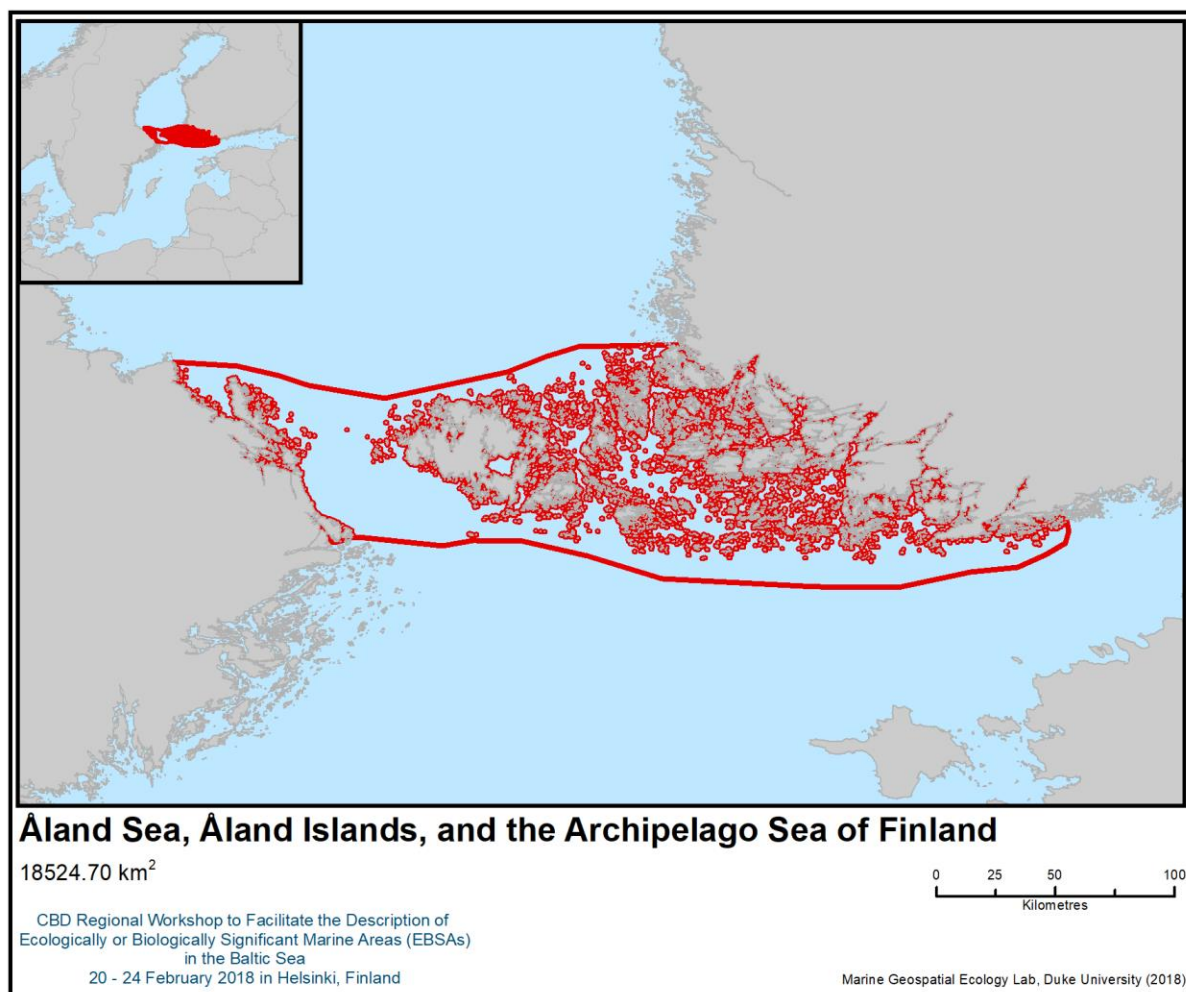 Åland Sea, Åland Islands, and the Archipelago Sea of Finland
18524.70 km²
0 25 50 100
Kilometres
CBD Regional Workshop to Facilitate the Description of
Ecologically or Biologically Significant Marine Areas (EBSAs)
in the Baltic Sea
20 - 24 February 2018 in Helsinki, Finland
Marine Geospatial Ecology Lab, Duke University (2018)